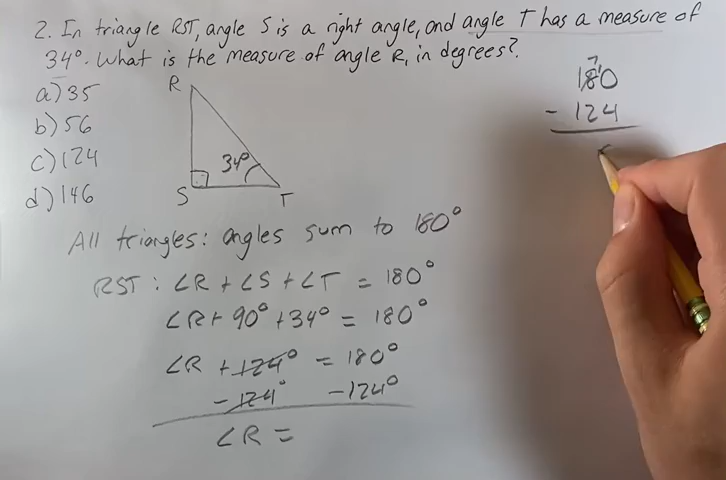 2. In triangle RST, angle S is a right angle, and angle T has a measure of
34°. What is the measure of angle R, in degrees?
a) 35
b) 56
c) 124
d) 146
R
S
T
34°
180
7 1
- 124
All triangles: angles sum to 180°
RST : ∠R + ∠S + ∠T = 180°
∠R + 90° + 34° = 180°
∠R + 124° = 180°
- 124° - 124°
∠R =